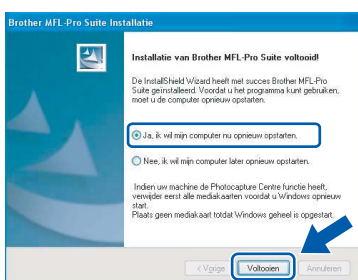 Brother MFL-Pro Suite Installatie
Installatie van Brother MFL-Pro Suite voltooid!
De InstallShield Wizard heeft met succes Brother MFL-Pro
Suite geïnstalleerd. Voordat u het programma kunt gebruiken,
moet u de computer opnieuw opstarten.
Ja, ik wil mijn computer nu opnieuw opstarten.
Nee, ik wil mijn computer later opnieuw opstarten.
Indien uw machine de Photocapture Centre functie heeft,
verwijder eerst alle mediakaarten voordat u Windows opnieuw
start.
Plaats geen mediakaart totdat Windows geheel is opgestart.
< Vorige Voltooien Annuleren